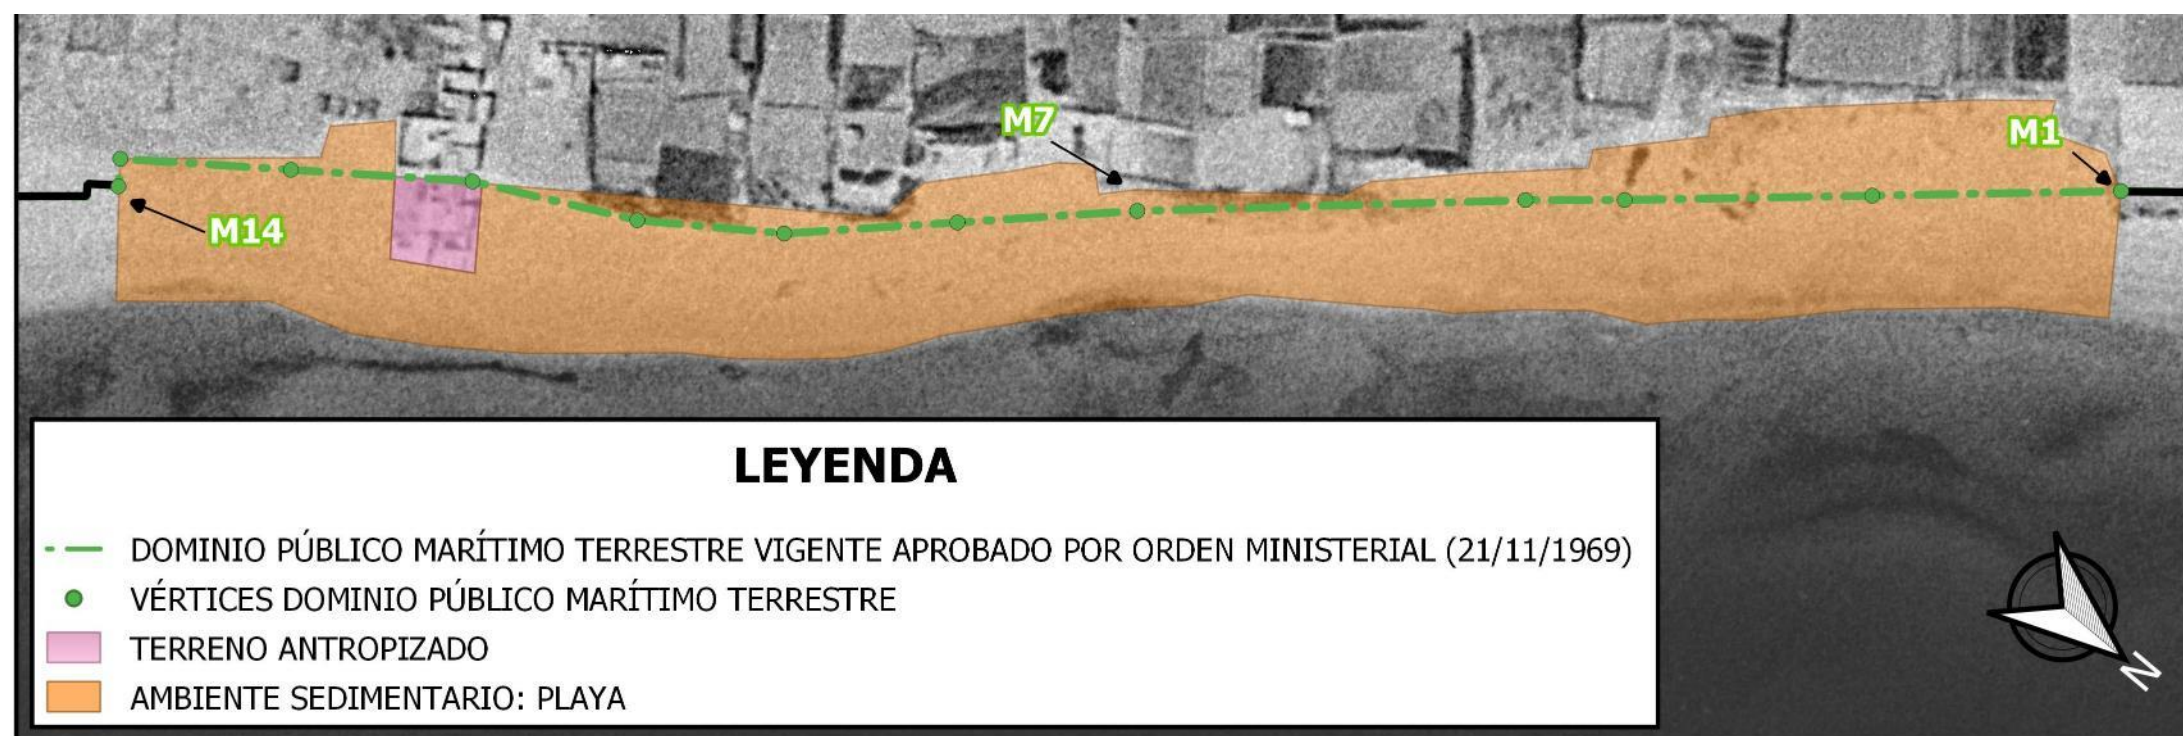 M7
M1
M14
LEYENDA
DOMINIO PÚBLICO MARÍTIMO TERRESTRE VIGENTE APROBADO POR ORDEN MINISTERIAL (21/11/1969)
VÉRTICES DOMINIO PÚBLICO MARÍTIMO TERRESTRE
TERRENO ANTROPIZADO
AMBIENTE SEDIMENTARIO: PLAYA
N